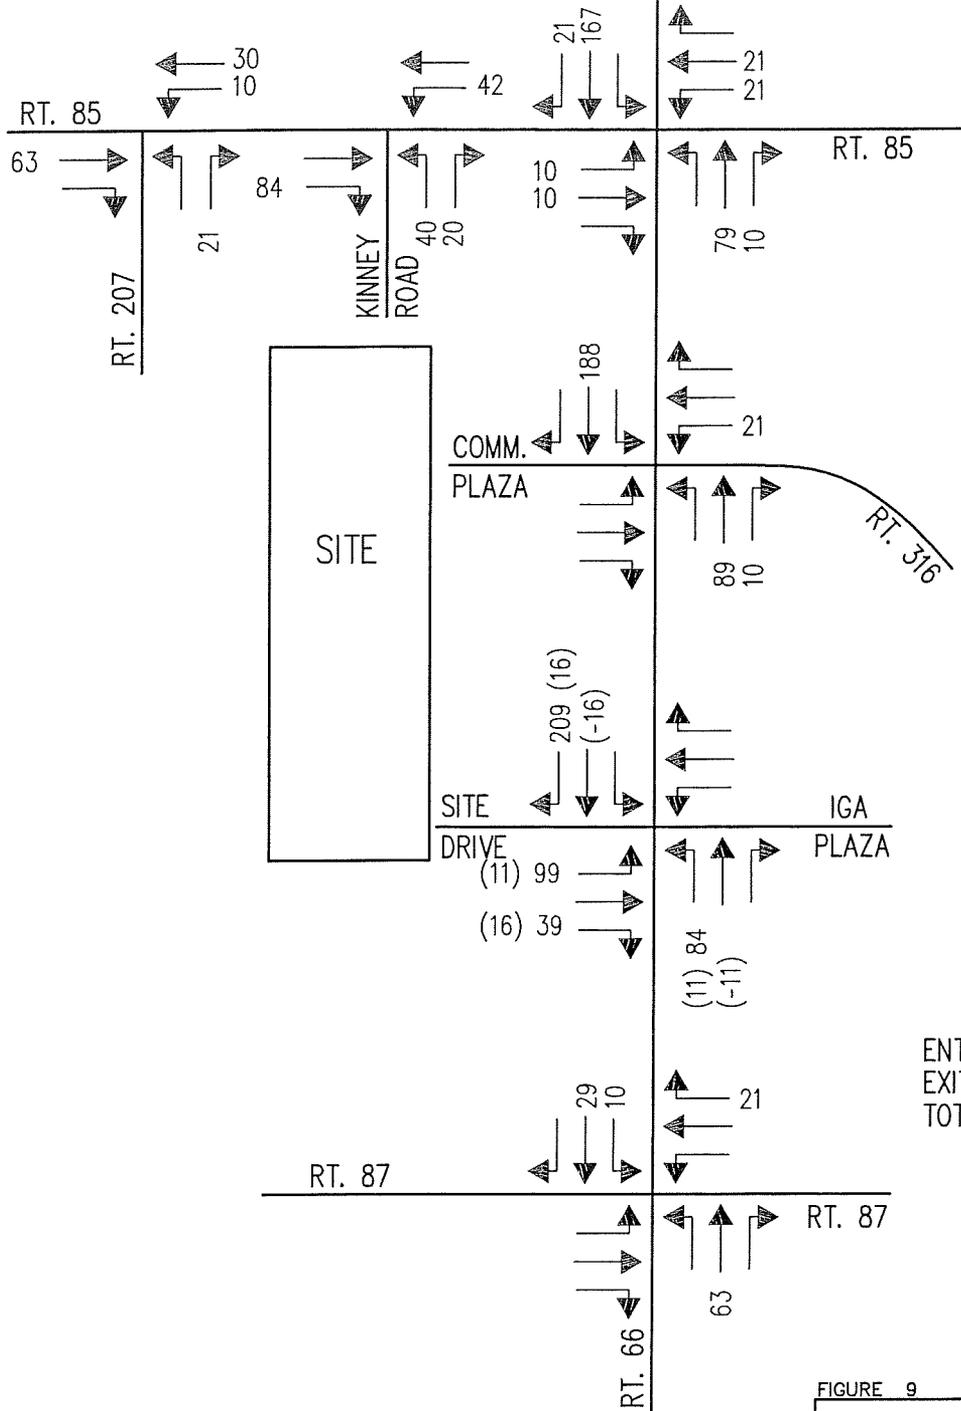 21
167
30
10
42
21
21
RT. 85
63
21
RT. 207
84
40
20
KINNEY
ROAD
10
10
79
10
RT. 85
188
21
COMM.
PLAZA
89
10
RT. 316
SITE
209 (16)
(-16)
SITE
DRIVE
IGA
PLAZA
(11) 99
(16) 39
(11) 84
(-11)
29
10
21
RT. 87
RT. 87
63
RT. 66
ENT
EXI
TOT
FIGURE 9